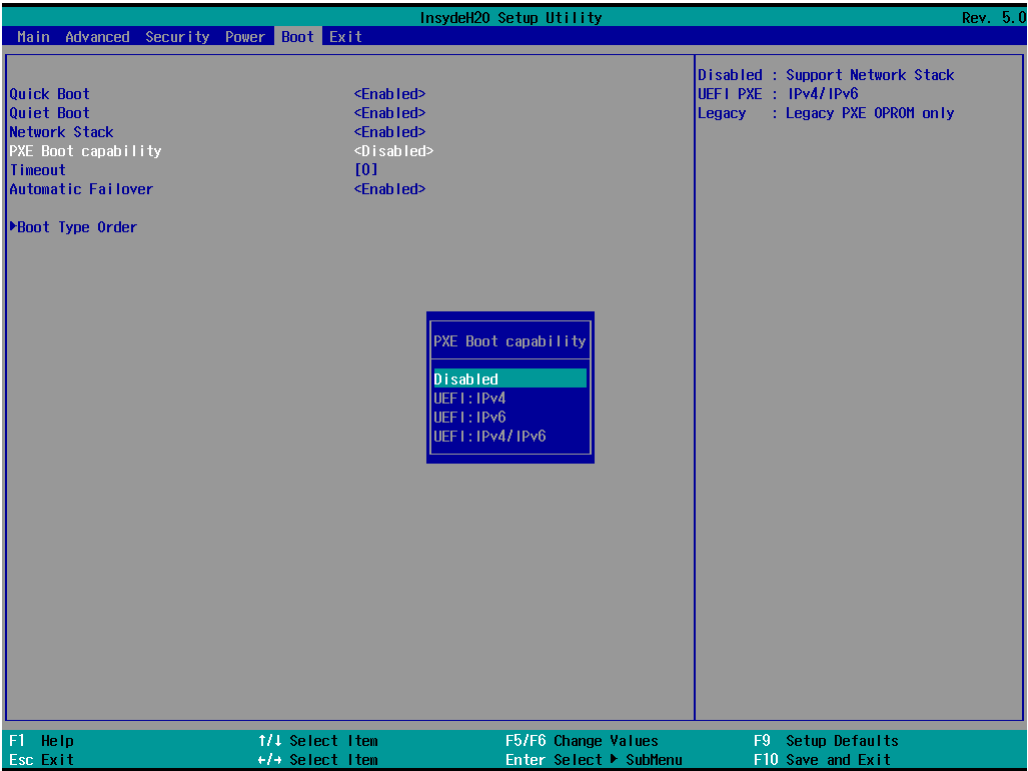 InsydeH2O Setup Utility Rev. 5.0
Main Advanced Security Power Boot Exit
Quick Boot <Enabled>
Quiet Boot <Enabled>
Network Stack <Enabled>
PXE Boot capability <Disabled>
Timeout [0]
Automatic Failover <Enabled>
▶Boot Type Order
Disabled : Support Network Stack
UEFI PXE : IPv4/IPv6
Legacy : Legacy PXE OPROM only
PXE Boot capability
Disabled
UEFI:IPv4
UEFI:IPv6
UEFI:IPv4/IPv6
F1 Help ↑/↓ Select Item F5/F6 Change Values F9 Setup Defaults
Esc Exit ←/→ Select Item Enter Select ▶ SubMenu F10 Save and Exit